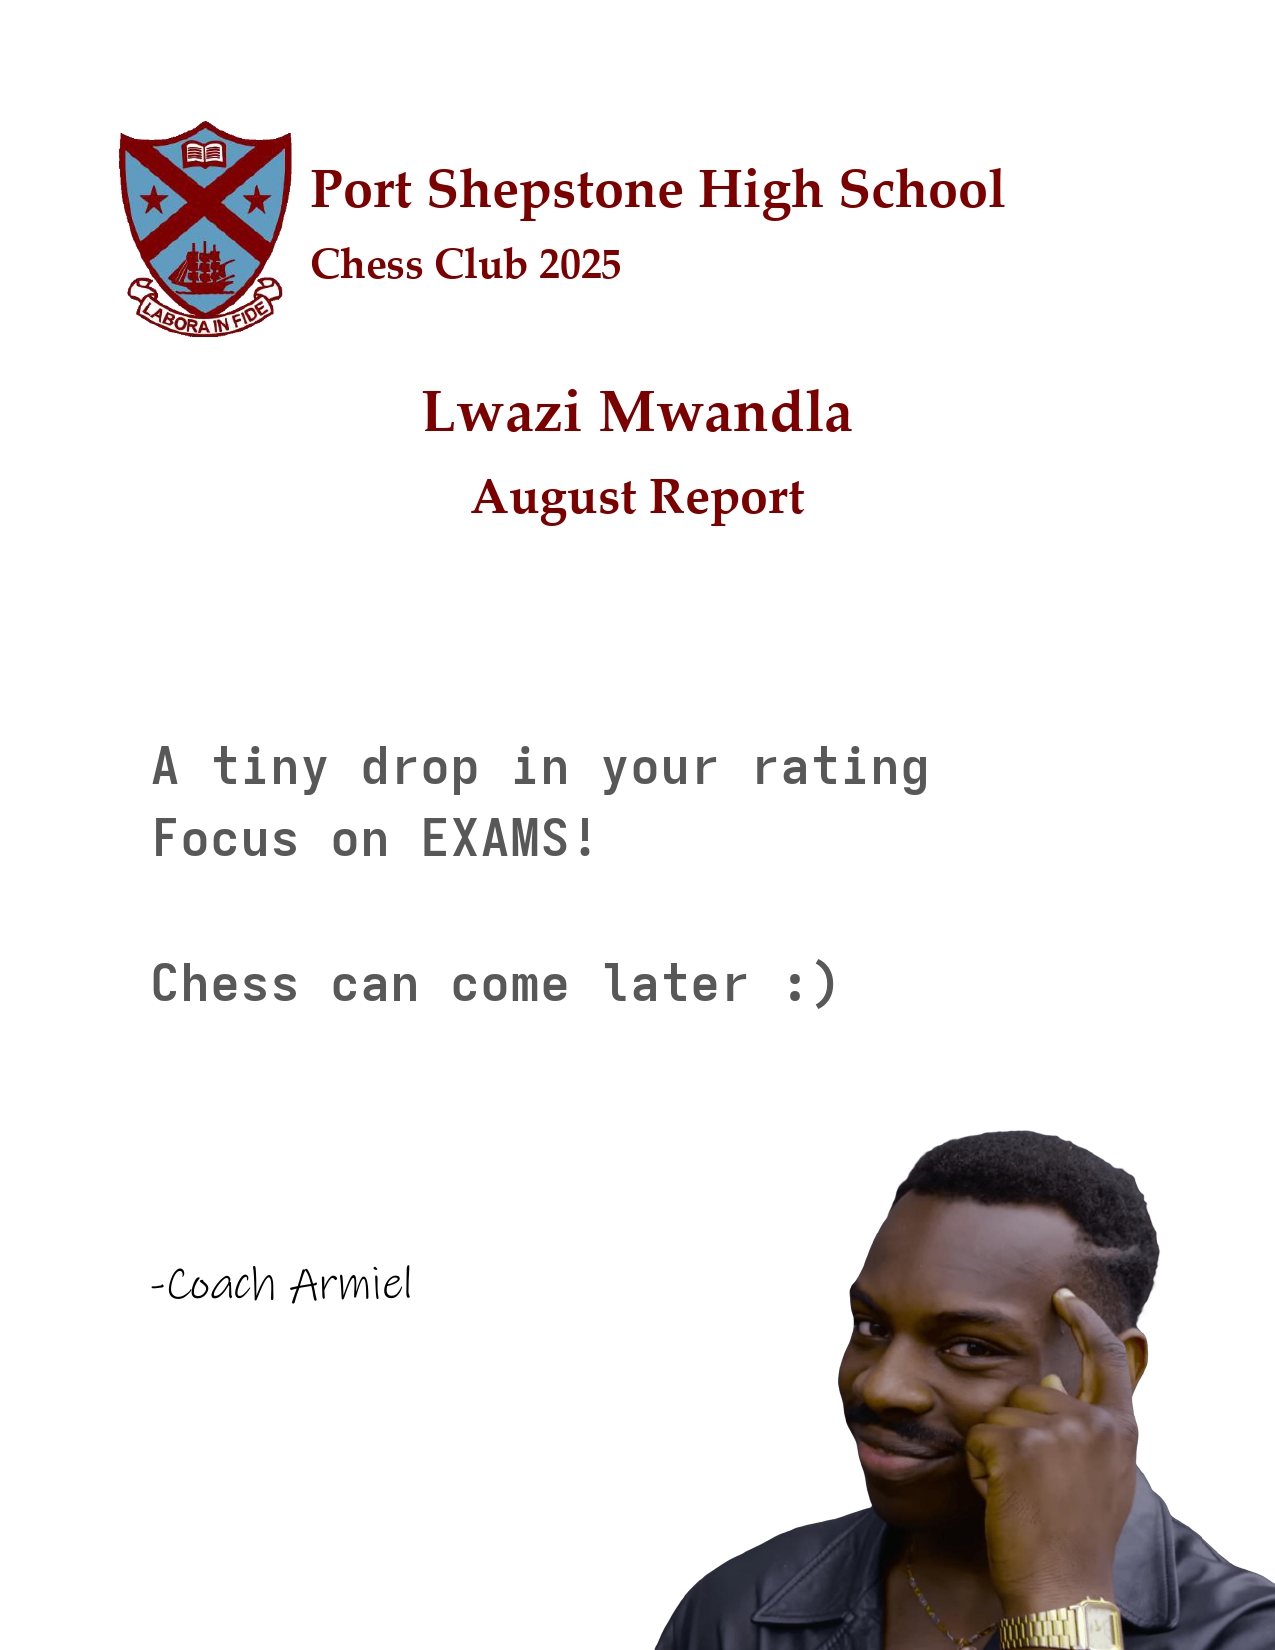 Port Shepstone High School
Chess Club 2025
LABORA IN FIDE
Lwazi Mwandla
August Report
A tiny drop in your rating
Focus on EXAMS!
Chess can come later :)
-Coach Armiel